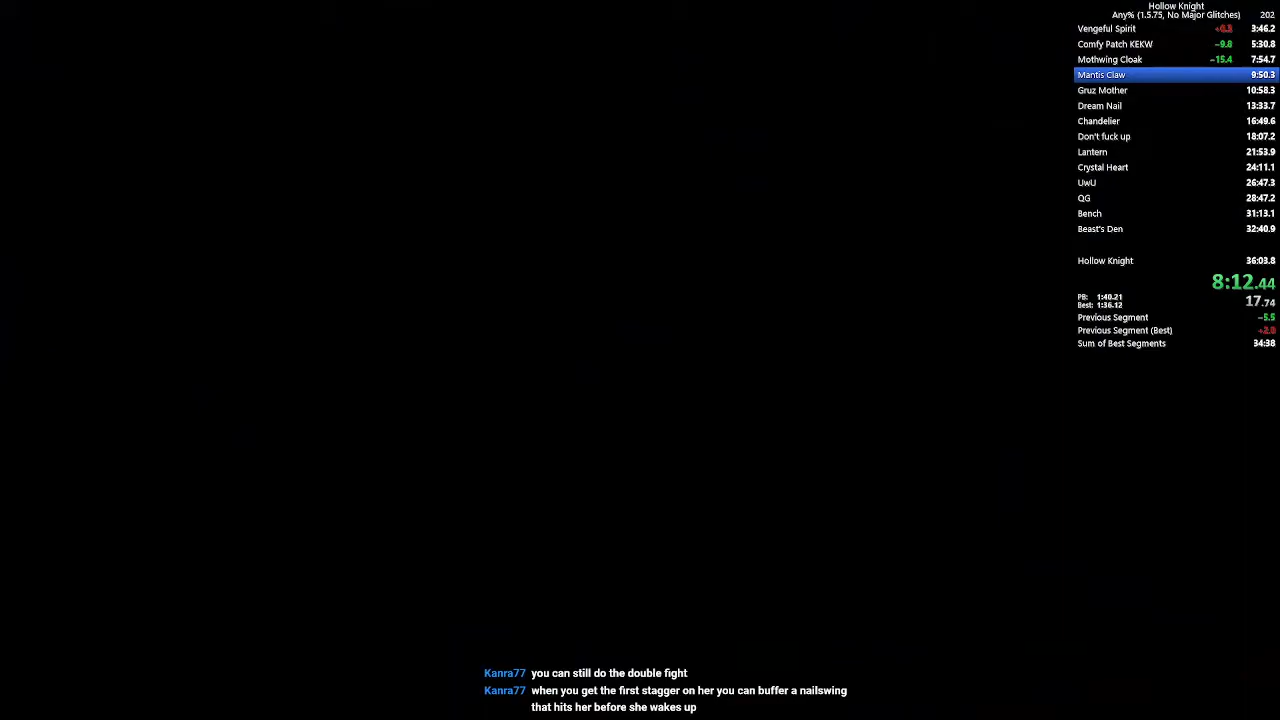 Hollow Knight
Any% (1.5.75, No Major Glitches) 202
Vengeful Spirit +0.3 3:46.2
Comfy Patch KEKW −9.8 5:30.8
Mothwing Cloak −15.4 7:54.7
Mantis Claw 9:50.3
Gruz Mother 10:58.3
Dream Nail 13:33.7
Chandelier 16:49.6
Don't fuck up 18:07.2
Lantern 21:53.9
Crystal Heart 24:11.1
UwU 26:47.3
QG 28:47.2
Bench 31:13.1
Beast's Den 32:40.9
Hollow Knight 36:03.8
8:12.44
PB: 1:40.21 17.74
Best: 1:36.12
Previous Segment −5.5
Previous Segment (Best) +2.0
Sum of Best Segments 34:38
Kanra77 you can still do the double fight
Kanra77 when you get the first stagger on her you can buffer a nailswing
that hits her before she wakes up